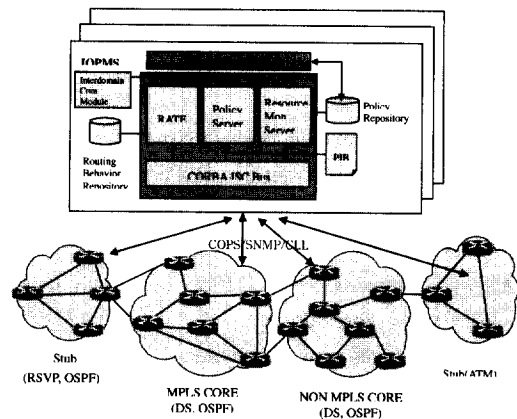 IQPMS
Interdomain
Com
Module
RATE
Policy
Server
Resource
Mon
Server
Policy
Repository
Routing
Behavior
Repository
PIB
CORBA ISC Bus
COPS/SNMP/CLI
Stub
(RSVP, OSPF)
MPLS CORE
(DS, OSPF)
NON MPLS CORE
(DS, OSPF)
Stub(ATM)